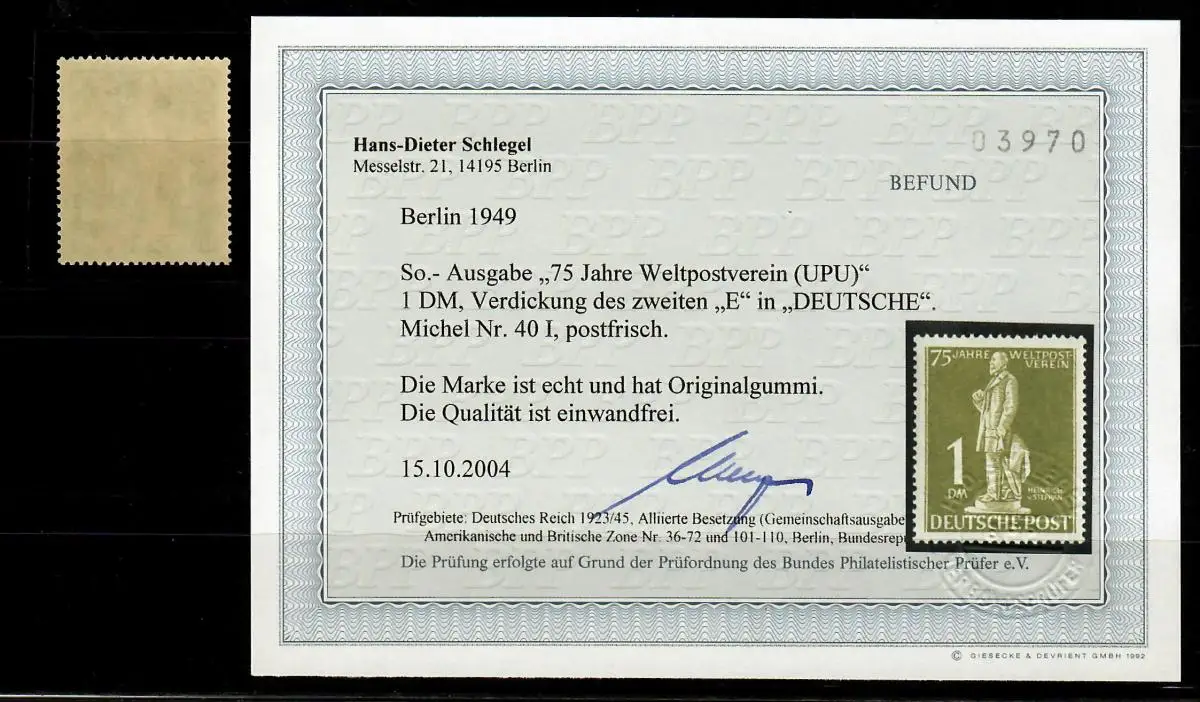 03970
Hans-Dieter Schlegel
Messelstr. 21, 14195 Berlin
BEFUND
Berlin 1949
So.- Ausgabe „75 Jahre Weltpostverein (UPU)“
1 DM, Verdickung des zweiten „E“ in „DEUTSCHE“.
Michel Nr. 40 I, postfrisch.
Die Marke ist echt und hat Originalgummi.
Die Qualität ist einwandfrei.
15.10.2004
75 JAHRE WELTPOST-
VEREIN
1
DM
HEINRICH
V. STEPHAN
DEUTSCHE POST
Prüfgebiete: Deutsches Reich 1923/45, Alliierte Besetzung (Gemeinschaftsausgabe
Amerikanische und Britische Zone Nr. 36-72 und 101-110, Berlin, Bundesrepu
Die Prüfung erfolgte auf Grund der Prüfordnung des Bundes Philatelistischer Prüfer e.V.
© GIESECKE & DEVRIENT GMBH 1992